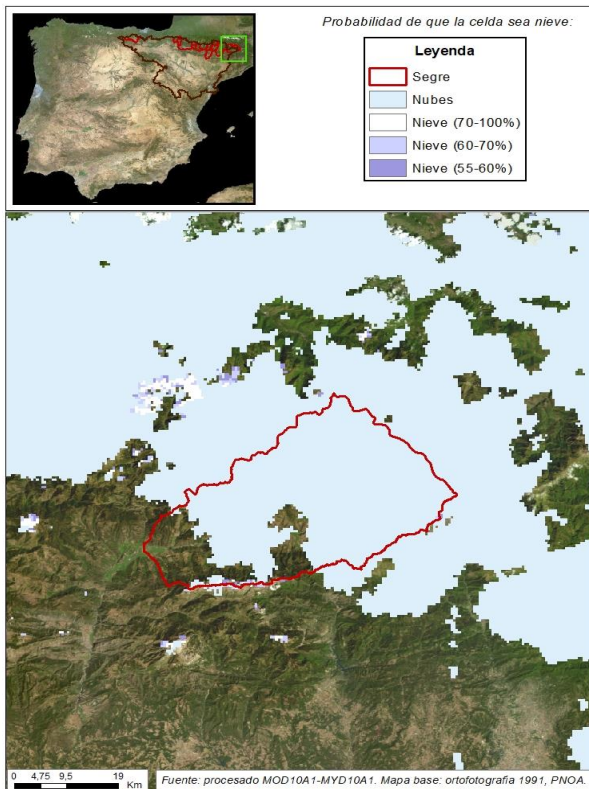 Probabilidad de que la celda sea nieve:
Leyenda
Segre
Nubes
Nieve (70-100%)
Nieve (60-70%)
Nieve (55-60%)
0 4,75 9,5 19
Km
Fuente: procesado MOD10A1-MYD10A1. Mapa base: ortofotografia 1991, PNOA.